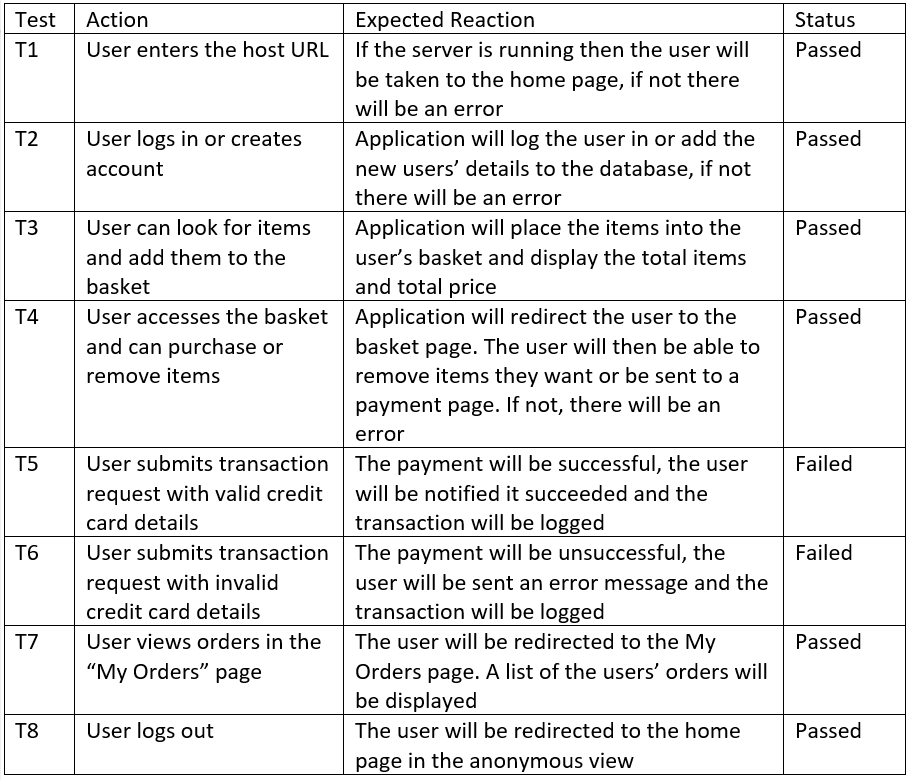 Test Action Expected Reaction Status
T1 User enters the host URL If the server is running then the user will Passed
be taken to the home page, if not there
will be an error
T2 User logs in or creates Application will log the user in or add the Passed
account new users’ details to the database, if not
there will be an error
T3 User can look for items Application will place the items into the Passed
and add them to the user’s basket and display the total items
basket and total price
T4 User accesses the basket Application will redirect the user to the Passed
and can purchase or basket page. The user will then be able to
remove items remove items they want or be sent to a
payment page. If not, there will be an
error
T5 User submits transaction The payment will be successful, the user Failed
request with valid credit will be notified it succeeded and the
card details transaction will be logged
T6 User submits transaction The payment will be unsuccessful, the Failed
request with invalid user will be sent an error message and the
credit card details transaction will be logged
T7 User views orders in the The user will be redirected to the My Passed
“My Orders” page Orders page. A list of the users’ orders will
be displayed
T8 User logs out The user will be redirected to the home Passed
page in the anonymous view